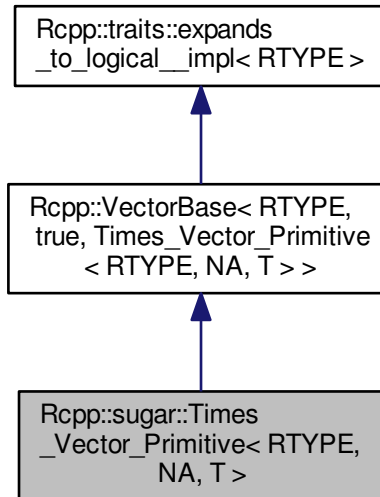 Rcpp::traits::expands
_to_logical__impl< RTYPE >
Rcpp::VectorBase< RTYPE,
true, Times_Vector_Primitive
< RTYPE, NA, T > >
Rcpp::sugar::Times
_Vector_Primitive< RTYPE,
NA, T >